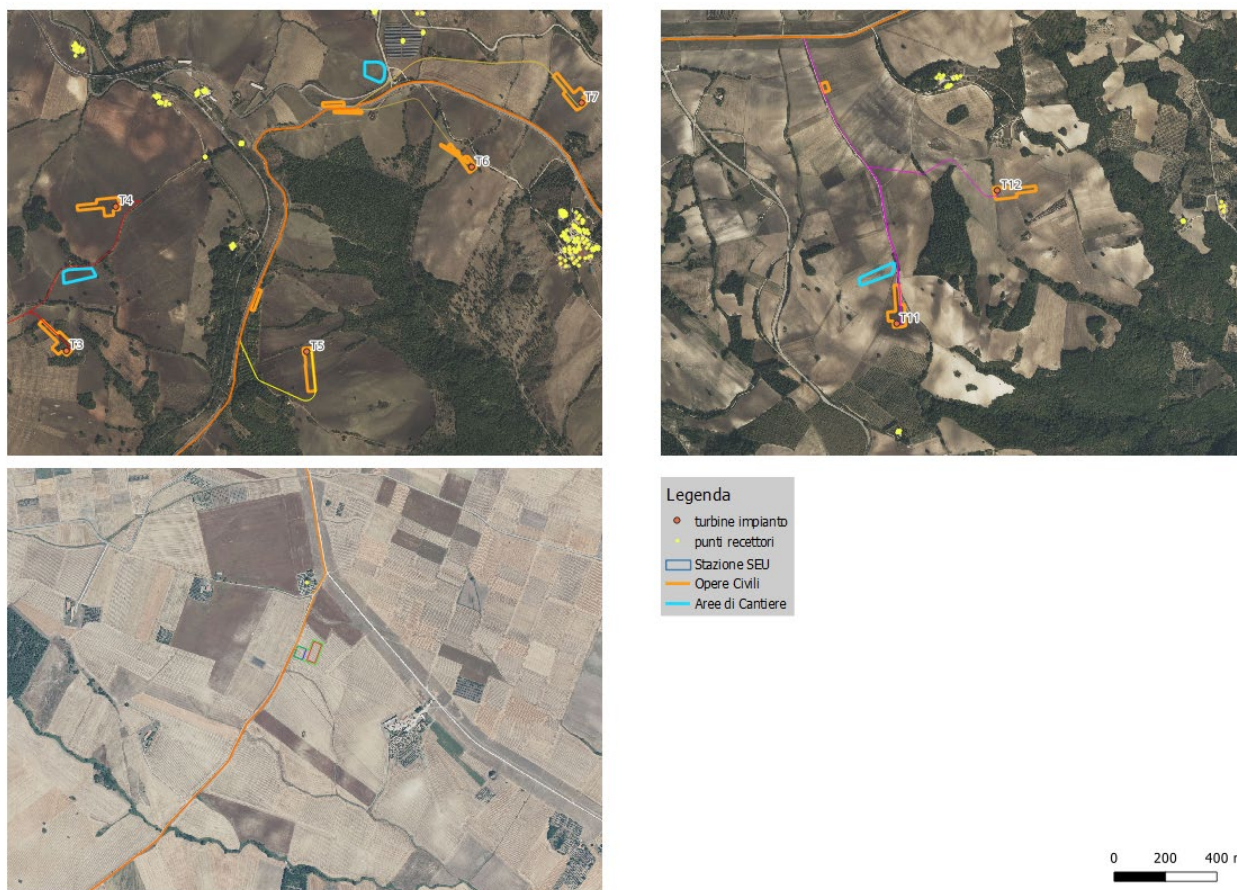 T7
T6
T4
T3
T5
T12
T11
Legenda
turbine impianto
punti recettori
Stazione SEU
Opere Civili
Aree di Cantiere
0 200 400 m